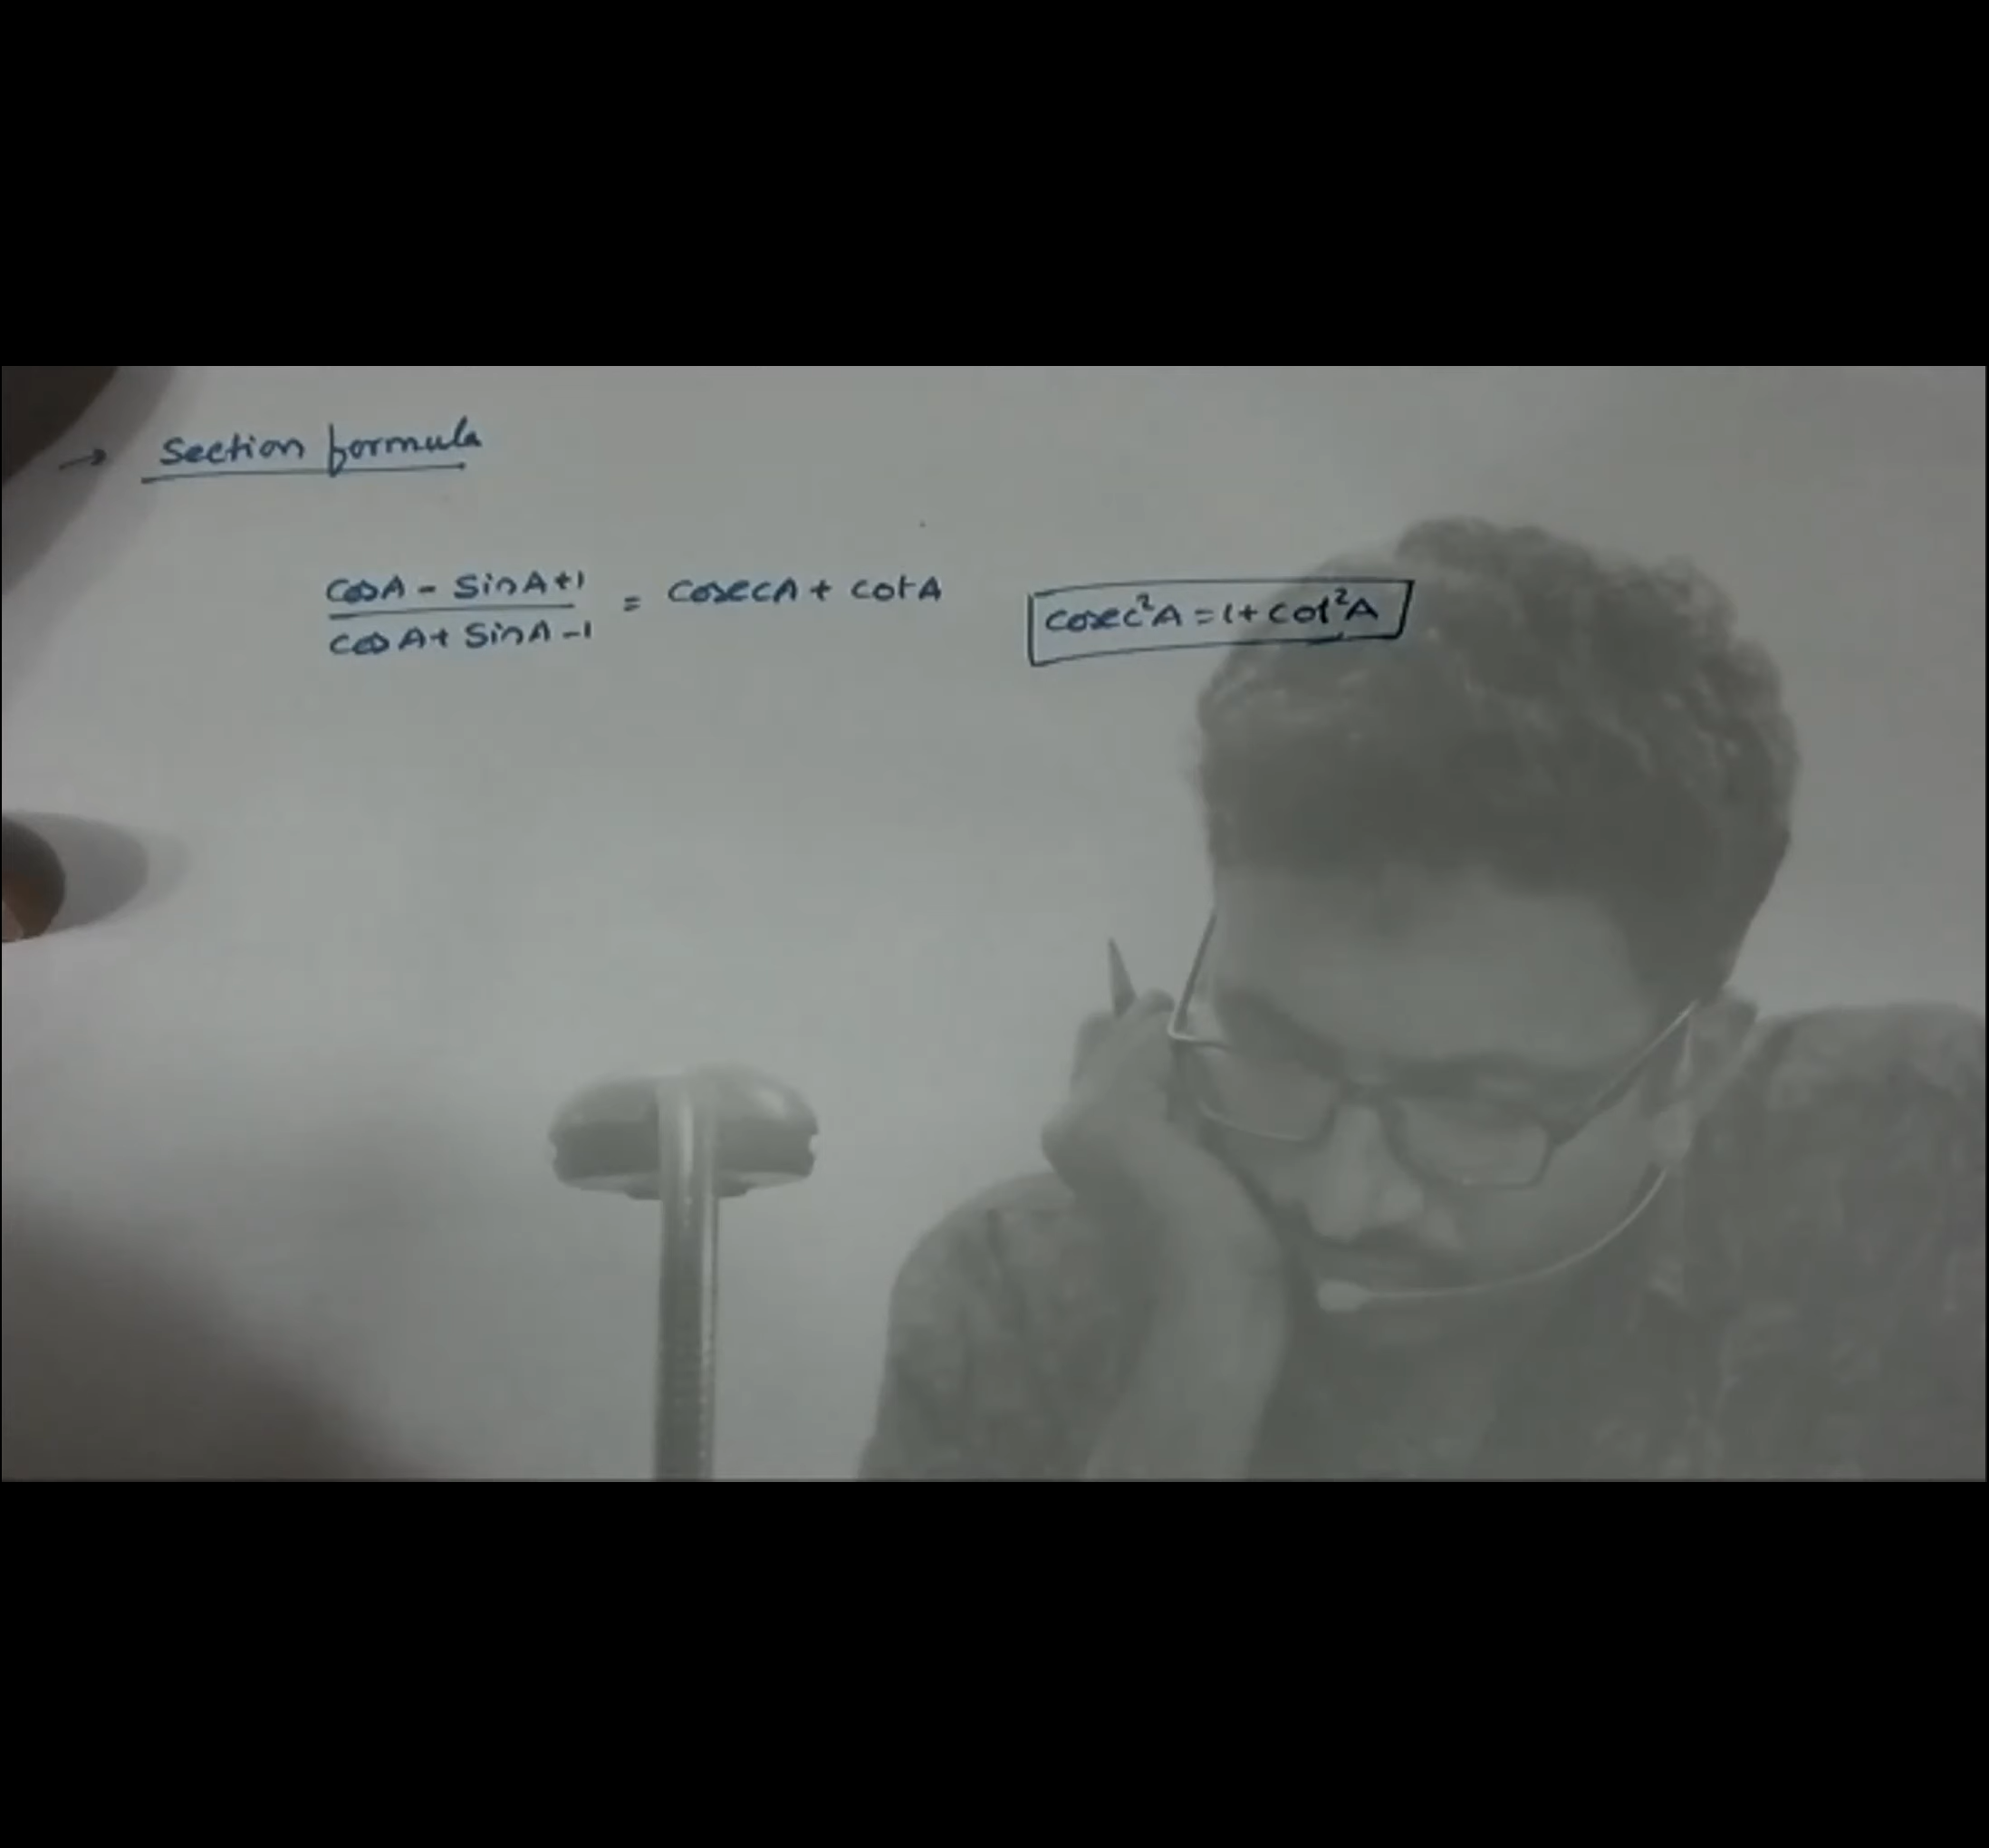 → Section formula
cosA - sinA+1 / cosA+ sinA-1 = cosecA + cotA
cosec²A = 1+ cot²A